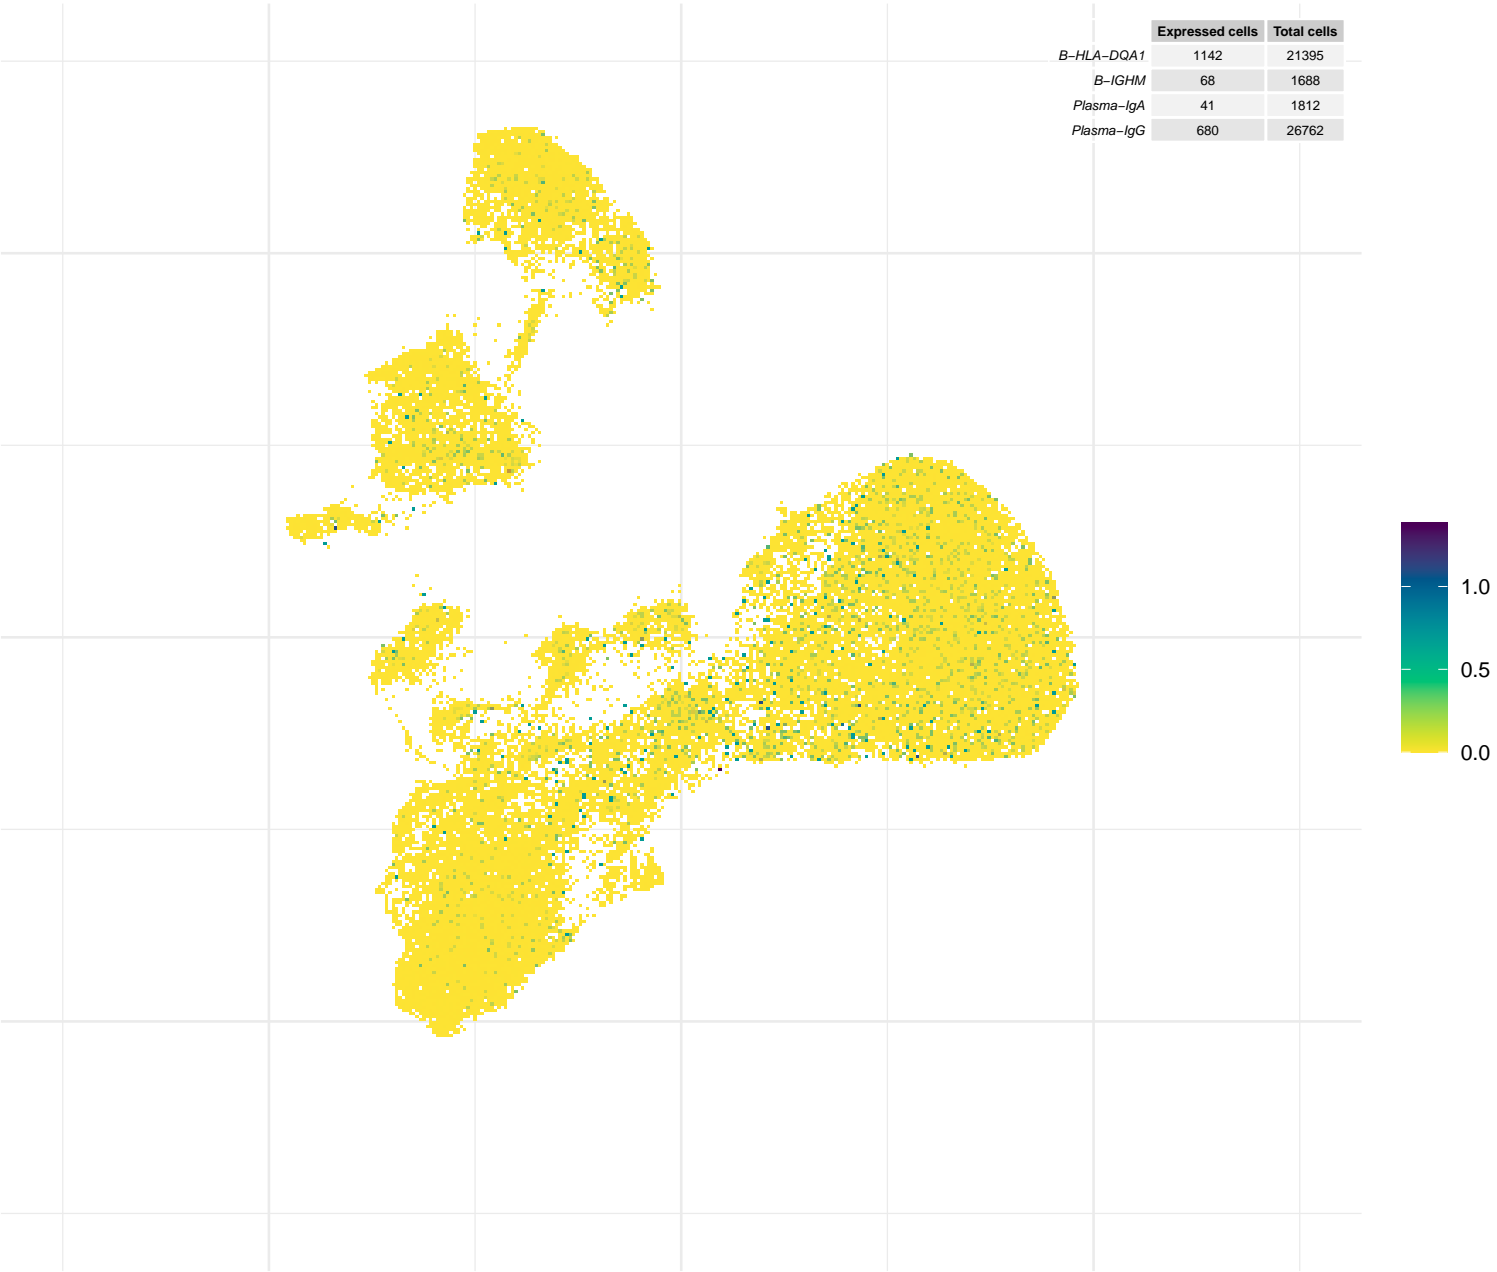 Expressed cells Total cells
B−HLA−DQA1 1142 21395
B−IGHM 68 1688
Plasma−IgA 41 1812
Plasma−IgG 680 26762
1.0
0.5
0.0